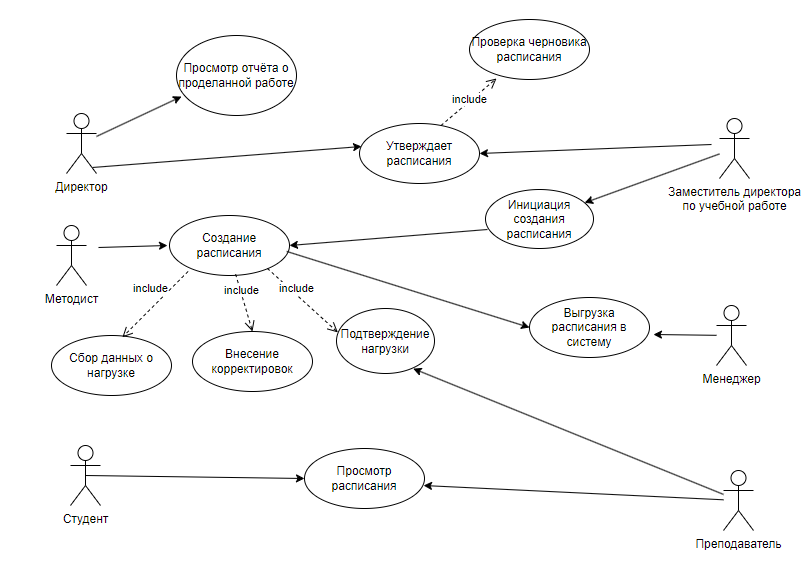 Проверка черновика
расписания
Просмотр отчёта о
проделанной работе
include
Утверждает
расписания
Директор
Заместитель директора
по учебной работе
Инициация
создания
расписания
Создание
расписания
Методист
include
include
include
Выгрузка
расписания в
систему
Подтверждение
нагрузки
Сбор данных о
нагрузке
Внесение
корректировок
Менеджер
Просмотр
расписания
Студент
Преподаватель